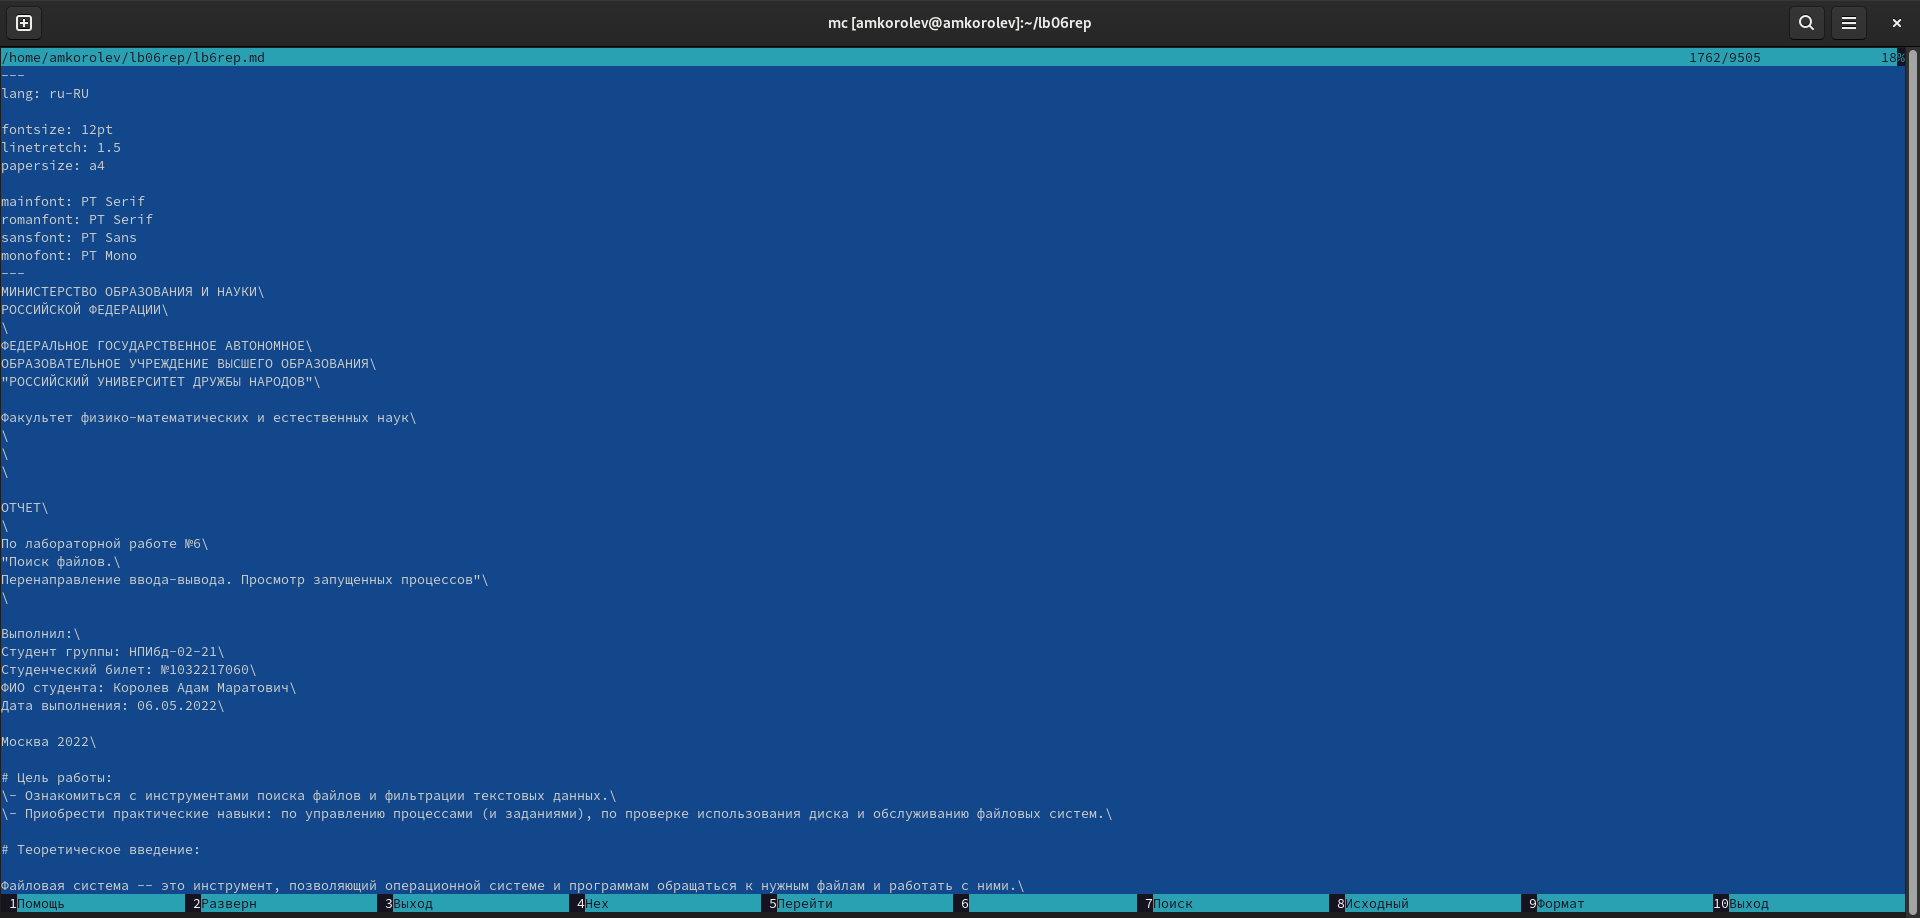 mc [amkorolev@amkorolev]:~/lb06rep
/home/amkorolev/lb06rep/lb6rep.md 1762/9505 18%
---
lang: ru-RU
fontsize: 12pt
linetretch: 1.5
papersize: a4
mainfont: PT Serif
romanfont: PT Serif
sansfont: PT Sans
monofont: PT Mono
---
МИНИСТЕРСТВО ОБРАЗОВАНИЯ И НАУКИ\
РОССИЙСКОЙ ФЕДЕРАЦИИ\
\
ФЕДЕРАЛЬНОЕ ГОСУДАРСТВЕННОЕ АВТОНОМНОЕ\
ОБРАЗОВАТЕЛЬНОЕ УЧРЕЖДЕНИЕ ВЫСШЕГО ОБРАЗОВАНИЯ\
"РОССИЙСКИЙ УНИВЕРСИТЕТ ДРУЖБЫ НАРОДОВ"\
Факультет физико-математических и естественных наук\
\
\
\
ОТЧЕТ\
\
По лабораторной работе №6\
"Поиск файлов.\
Перенаправление ввода-вывода. Просмотр запущенных процессов"\
\
Выполнил:\
Студент группы: НПИбд-02-21\
Студенческий билет: №1032217060\
ФИО студента: Королев Адам Маратович\
Дата выполнения: 06.05.2022\
Москва 2022\
# Цель работы:
\- Ознакомиться с инструментами поиска файлов и фильтрации текстовых данных.\
\- Приобрести практические навыки: по управлению процессами (и заданиями), по проверке использования диска и обслуживанию файловых систем.\
# Теоретическое введение:
Файловая система -- это инструмент, позволяющий операционной системе и программам обращаться к нужным файлам и работать с ними.\
1Помощь 2Разверн 3Выход 4Hex 5Перейти 6 7Поиск 8Исходный 9Формат 10Выход